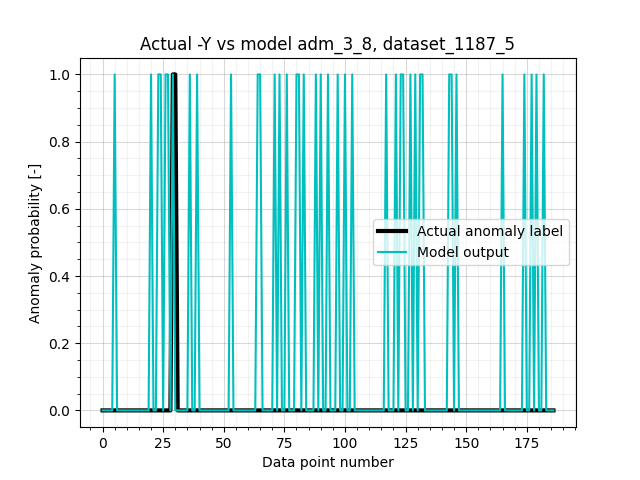 Actual -Y vs model adm_3_8, dataset_1187_5
Anomaly probability [-]
1.0
0.8
0.6
0.4
0.2
0.0
Actual anomaly label
Model output
0 25 50 75 100 125 150 175
Data point number